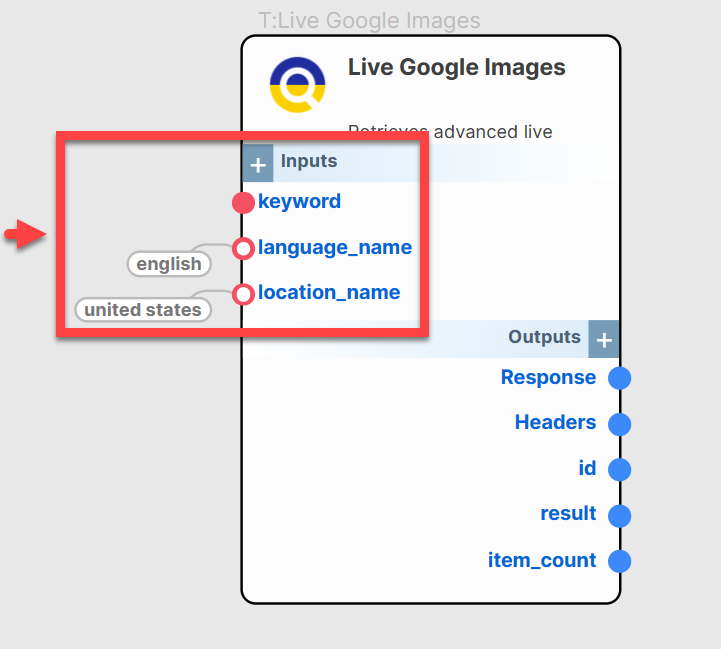 T:Live Google Images
Live Google Images
Retrieves advanced live
+ Inputs
keyword
language_name
english
location_name
united states
Outputs +
Response
Headers
id
result
item_count